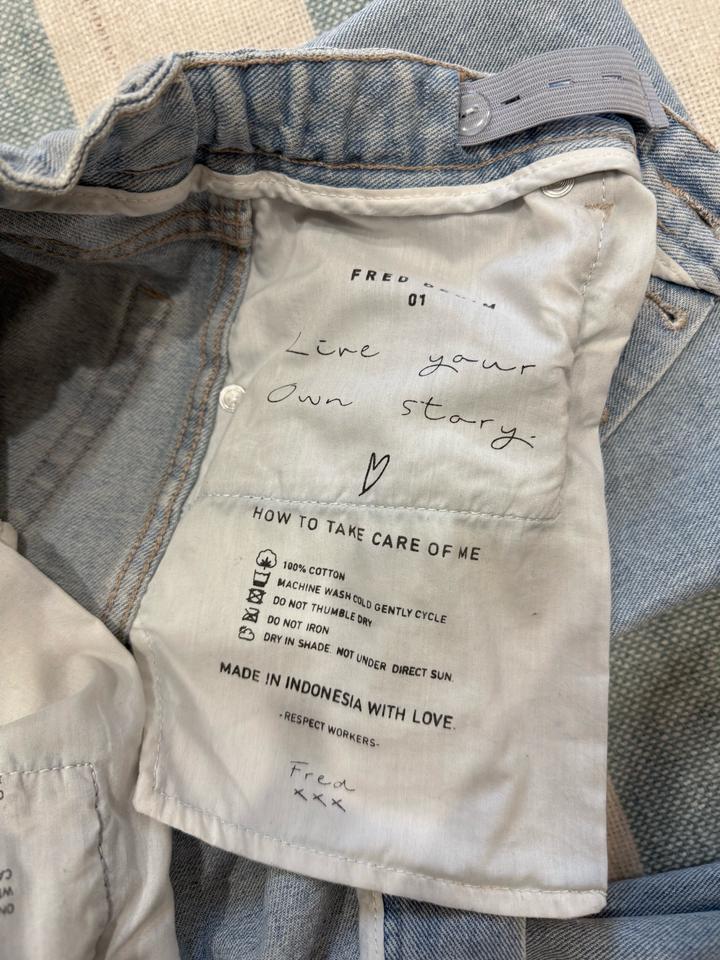 FRED DENIM
01
Live your
Own story.
HOW TO TAKE CARE OF ME
100% COTTON
MACHINE WASH COLD GENTLY CYCLE
DO NOT THUMBLE DRY
DO NOT IRON
DRY IN SHADE. NOT UNDER DIRECT SUN.
MADE IN INDONESIA WITH LOVE.
-RESPECT WORKERS-
Fred
xxx